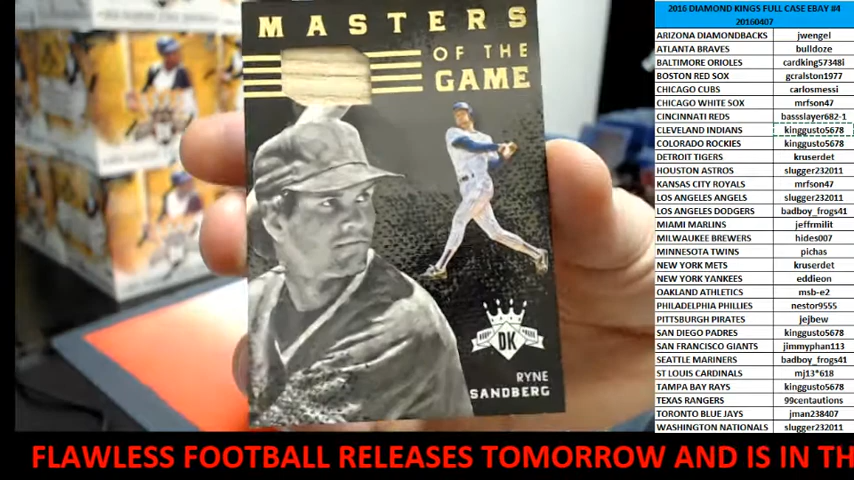 MASTERS
OF THE
GAME
DK
RYNE
SANDBERG
2016 DIAMOND KINGS FULL CASE EBAY #4
20160407
ARIZONA DIAMONDBACKS jwengel
ATLANTA BRAVES bulldoze
BALTIMORE ORIOLES cardking57348i
BOSTON RED SOX gcralston1977
CHICAGO CUBS carlosmessi
CHICAGO WHITE SOX mrfson47
CINCINNATI REDS bassslayer682-1
CLEVELAND INDIANS kinggusto5678
COLORADO ROCKIES kinggusto5678
DETROIT TIGERS kruserdet
HOUSTON ASTROS slugger232011
KANSAS CITY ROYALS mrfson47
LOS ANGELES ANGELS slugger232011
LOS ANGELES DODGERS badboy_frogs41
MIAMI MARLINS jeffrmilit
MILWAUKEE BREWERS hides007
MINNESOTA TWINS pichas
NEW YORK METS kruserdet
NEW YORK YANKEES eddieon
OAKLAND ATHLETICS msb-e2
PHILADELPHIA PHILLIES nestor9555
PITTSBURGH PIRATES jejbew
SAN DIEGO PADRES kinggusto5678
SAN FRANCISCO GIANTS jimmyphan113
SEATTLE MARINERS badboy_frogs41
ST LOUIS CARDINALS mj13*618
TAMPA BAY RAYS kinggusto5678
TEXAS RANGERS 99centautions
TORONTO BLUE JAYS jman238407
WASHINGTON NATIONALS slugger232011
FLAWLESS FOOTBALL RELEASES TOMORROW AND IS IN TH